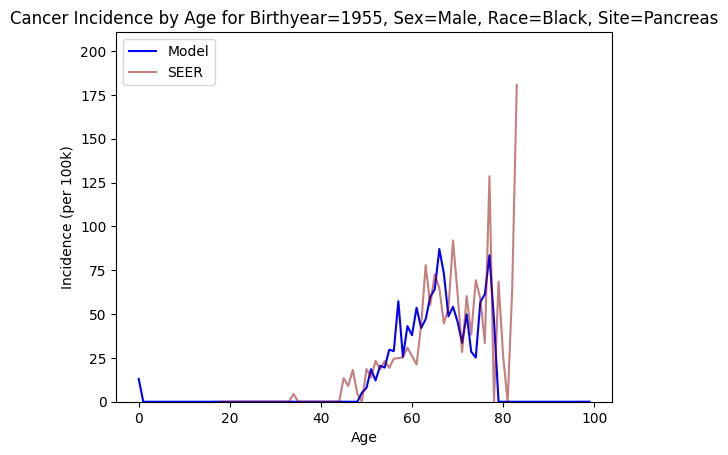 Cancer Incidence by Age for Birthyear=1955, Sex=Male, Race=Black, Site=Pancreas
Model
SEER
200
175
150
125
100
75
50
25
0
Incidence (per 100k)
0 20 40 60 80 100
Age